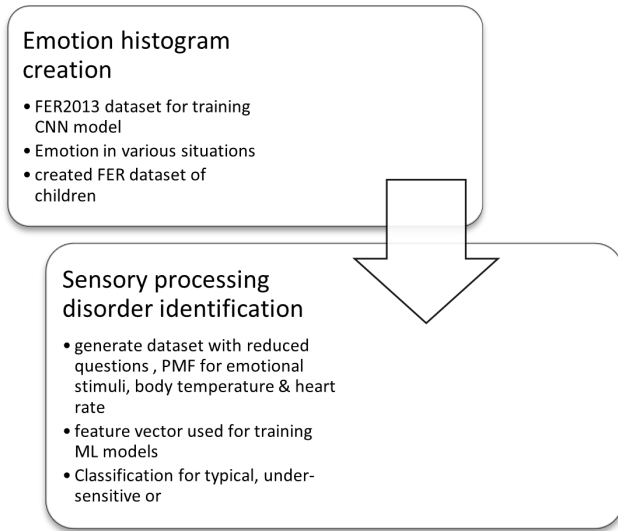 Emotion histogram
creation
• FER2013 dataset for training
CNN model
• Emotion in various situations
• created FER dataset of
children
Sensory processing
disorder identification
• generate dataset with reduced
questions , PMF for emotional
stimuli, body temperature & heart
rate
• feature vector used for training
ML models
• Classification for typical, under-
sensitive or